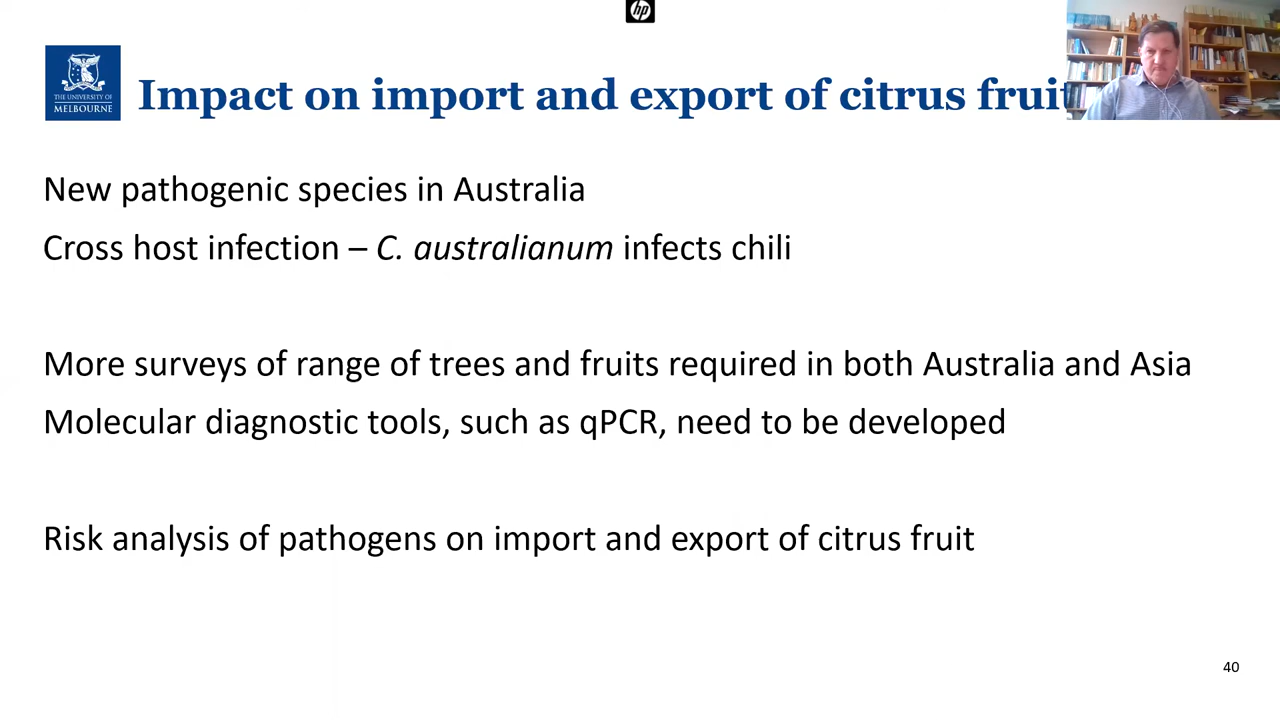 hp
THE UNIVERSITY OF
MELBOURNE
Impact on import and export of citrus fruit
New pathogenic species in Australia
Cross host infection – C. australianum infects chili
More surveys of range of trees and fruits required in both Australia and Asia
Molecular diagnostic tools, such as qPCR, need to be developed
Risk analysis of pathogens on import and export of citrus fruit
40